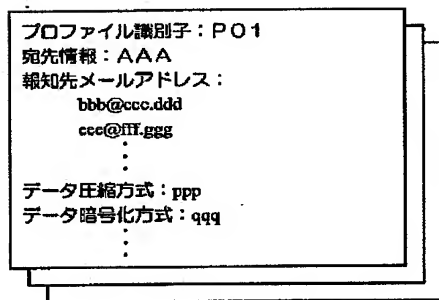 プロファイル識別子：P01
宛先情報：AAA
報知先メールアドレス：
bbb@ccc.ddd
eee@fff.ggg
データ圧縮方式：ppp
データ暗号化方式：qqq